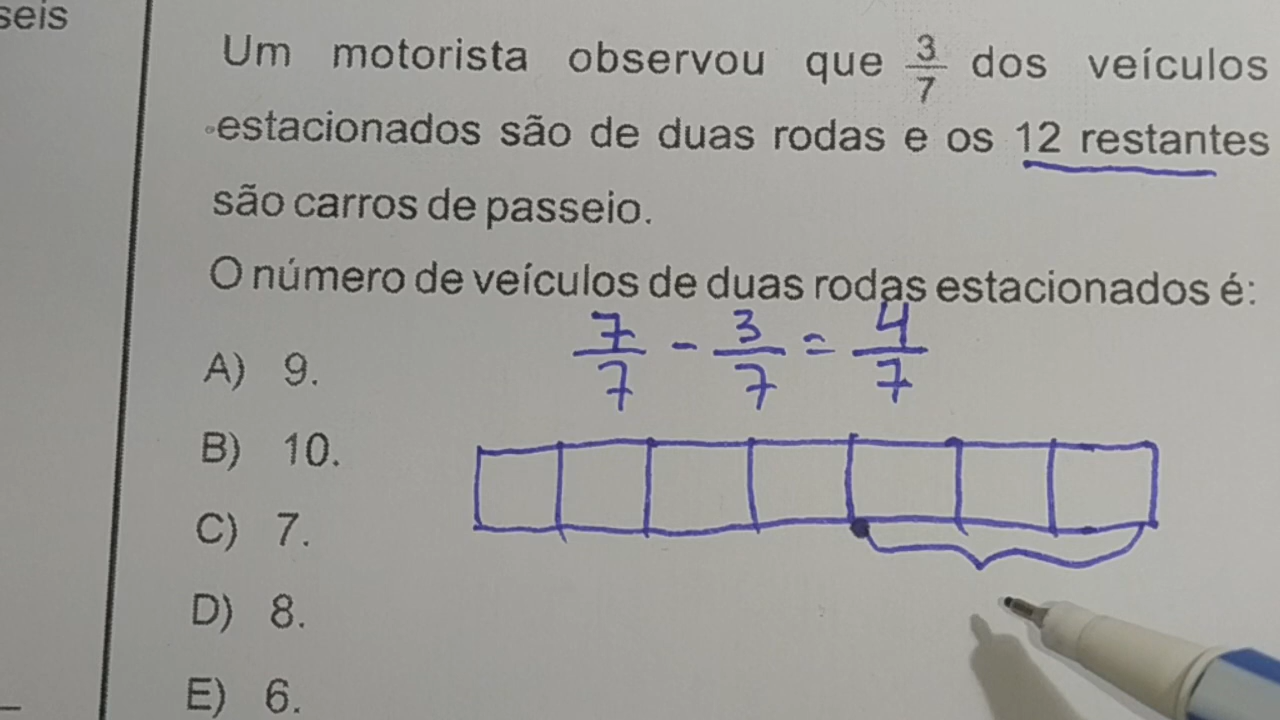 seis
Um motorista observou que 3/7 dos veículos
estacionados são de duas rodas e os 12 restantes
são carros de passeio.
O número de veículos de duas rodas estacionados é:
7/7 - 3/7 = 4/7
A) 9.
B) 10.
C) 7.
D) 8.
E) 6.